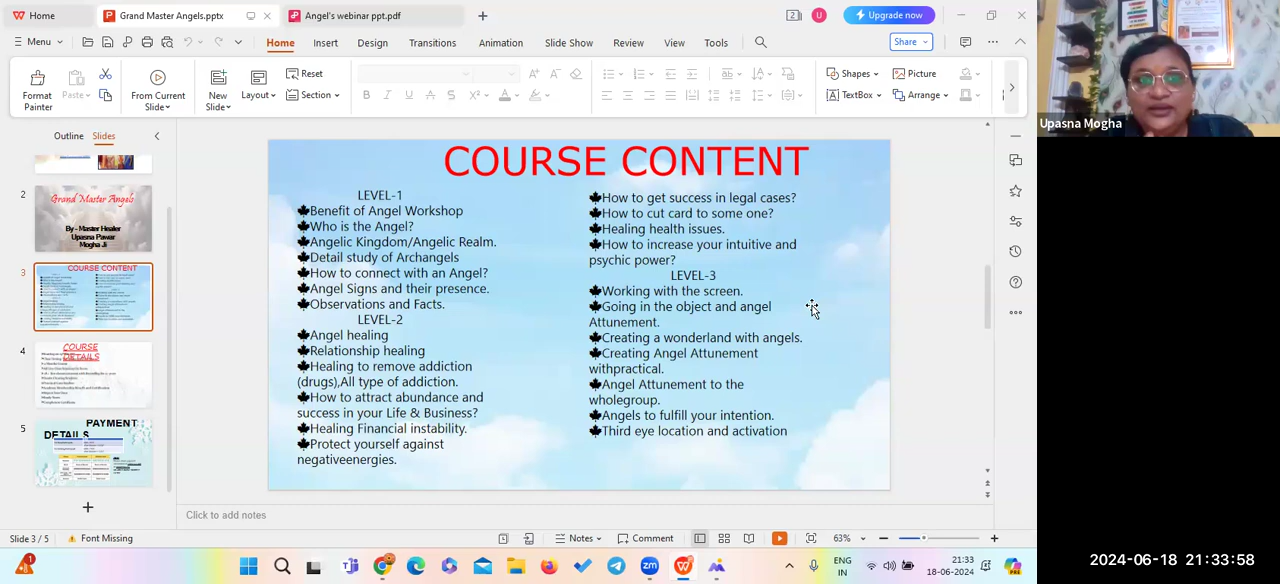 Home
Grand Master Angels.pptx
Angel's webinar ppt.pdf
2
U
Upgrade now
Menu
Home
Insert
Design
Transitions
Animation
Slide Show
Review
View
Tools
Share
Format
Painter
Paste
From Current
Slide
New
Slide
Layout
Reset
Section
B
I
U
S
A
Shapes
Picture
TextBox
Arrange
Upasna Mogha
Outline
Slides
2
Grand Master Angels
By - Master Healer
Upasna Pawar
Mogha Ji
3
COURSE CONTENT
4
COURSE
DETAILS
5
PAYMENT
DETAILS
COURSE CONTENT
LEVEL-1
Benefit of Angel Workshop
Who is the Angel?
Angelic Kingdom/Angelic Realm.
Detail study of Archangels
How to connect with an Angel?
Angel Signs and their presence.
Observations and Facts.
LEVEL-2
Angel healing
Relationship healing
Healing to remove addiction
(drugs),All type of addiction.
How to attract abundance and
success in your Life & Business?
Healing Financial instability.
Protect yourself against
negativeenergies.
How to get success in legal cases?
How to cut card to some one?
Healing health issues.
How to increase your intuitive and
psychic power?
LEVEL-3
Working with the screen.
Going in the object and angel
Attunement.
Creating a wonderland with angels.
Creating Angel Attunement
withpractical.
Angel Attunement to the
wholegroup.
Angels to fulfill your intention.
Third eye location and activation
Click to add notes
Slide 3 / 5
Font Missing
Notes
Comment
63%
1
zm
ENG
IN
21:33
18-06-2024
2024-06-18 21:33:58